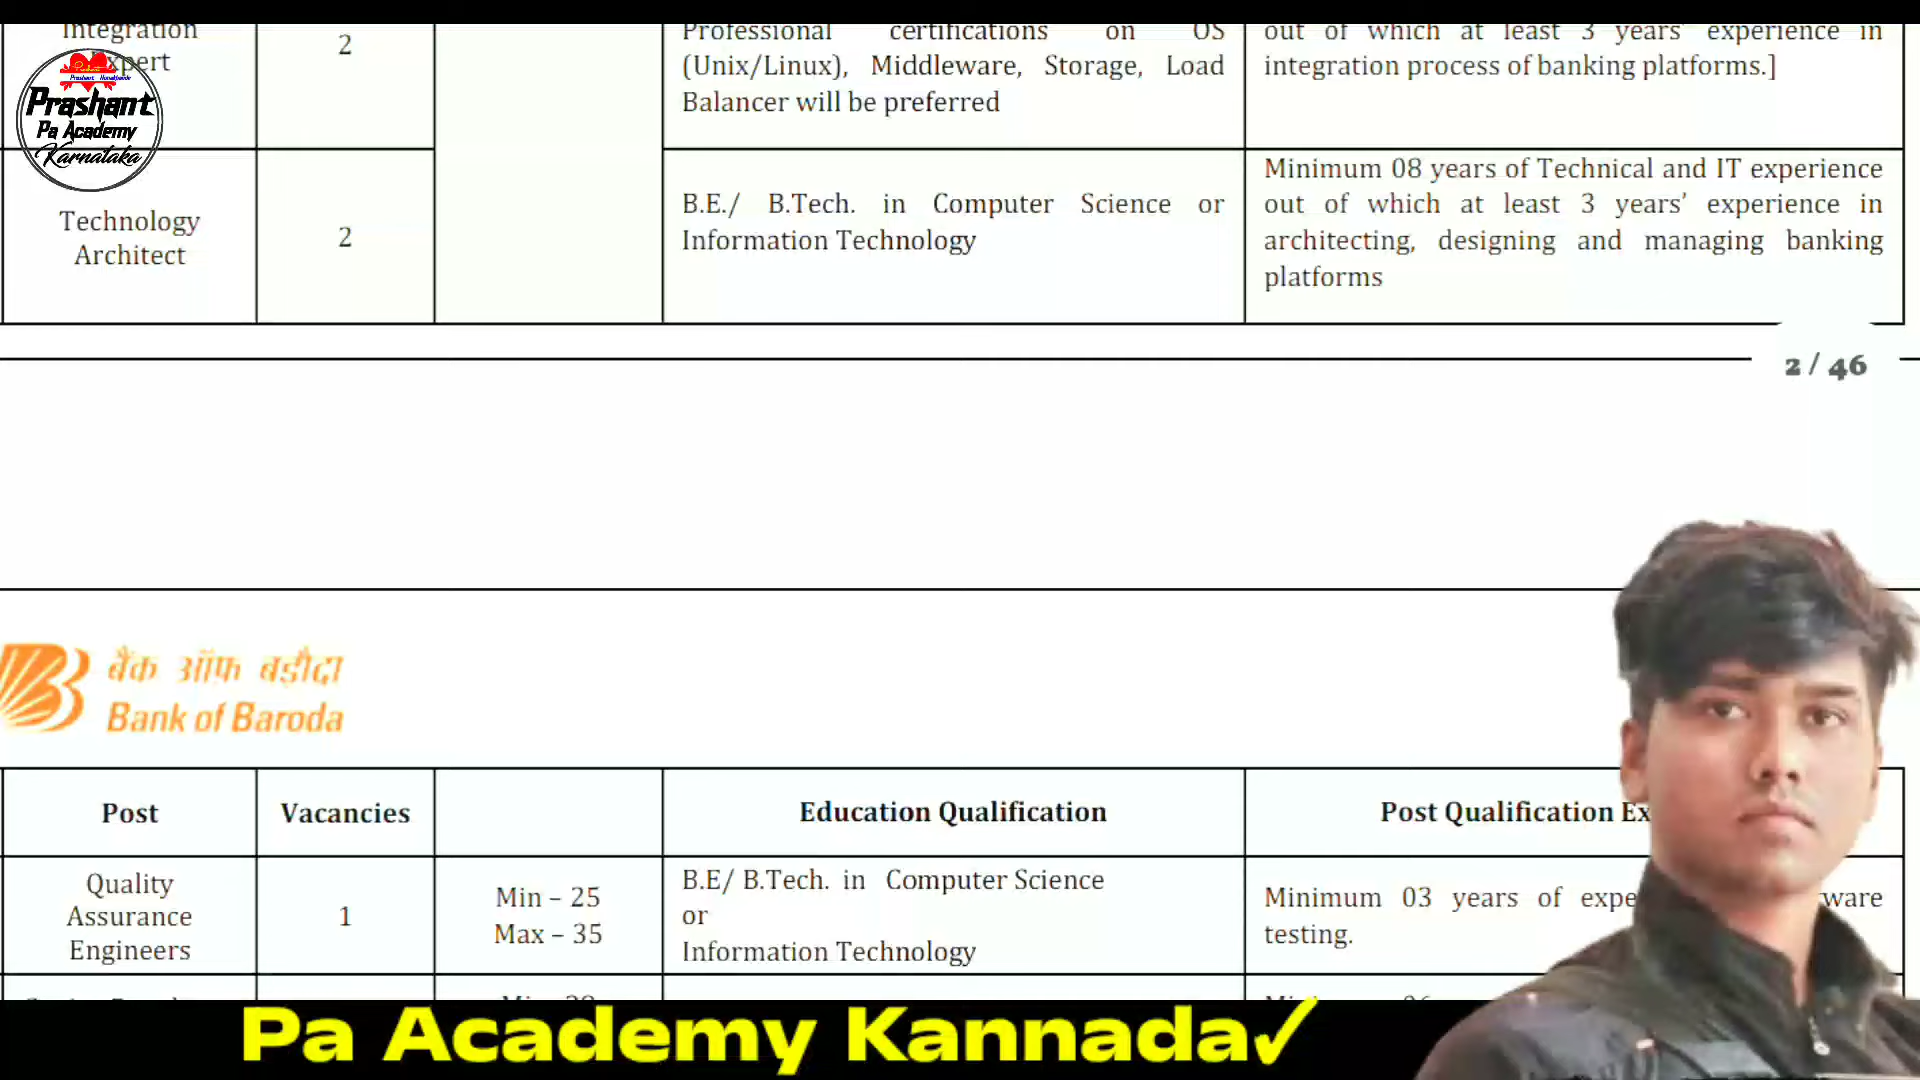 Integration
Expert
2
Professional certifications on OS
(Unix/Linux), Middleware, Storage, Load
Balancer will be preferred
out of which at least 3 years' experience in
integration process of banking platforms.]
Prashant
Pa Academy
Karnataka
Technology
Architect
2
B.E./ B.Tech. in Computer Science or
Information Technology
Minimum 08 years of Technical and IT experience
out of which at least 3 years' experience in
architecting, designing and managing banking
platforms
2 / 46
बैंक ऑफ बड़ौदा
Bank of Baroda
Post
Vacancies
Education Qualification
Post Qualification Ex
Quality
Assurance
Engineers
1
Min – 25
Max – 35
B.E/ B.Tech. in Computer Science
or
Information Technology
Minimum 03 years of expe ware
testing.
Pa Academy Kannada✓